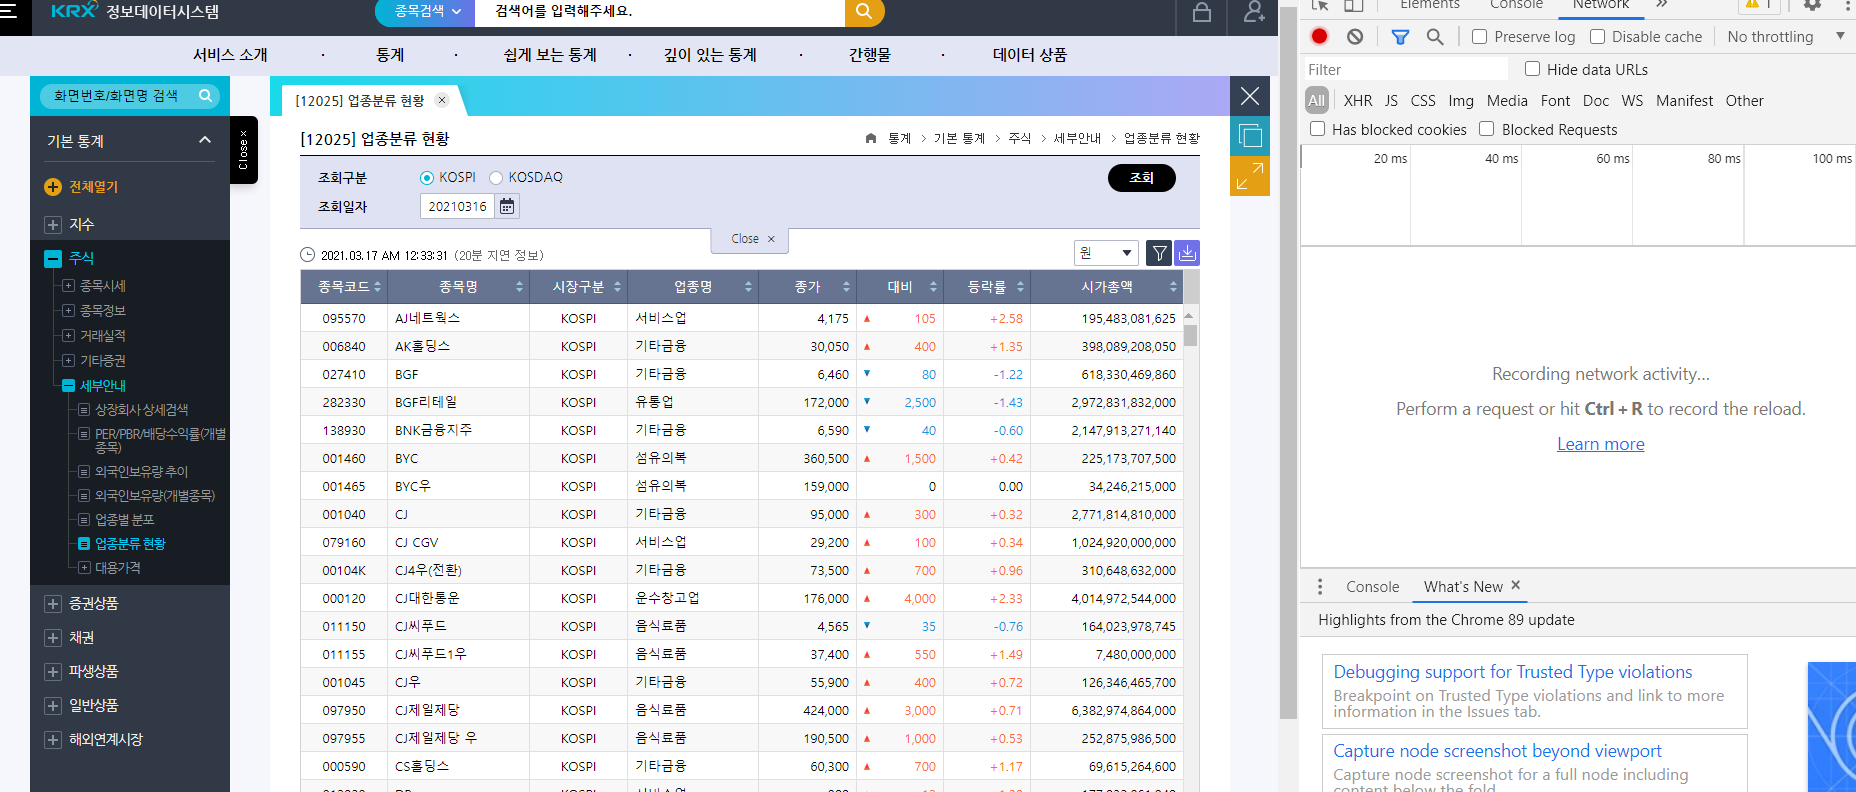 KRX 정보데이터시스템
종목검색
검색어를 입력해주세요.
서비스 소개 · 통계 · 쉽게 보는 통계 · 깊이 있는 통계 · 간행물 · 데이터 상품
화면번호/화면명 검색
기본 통계
Close ×
전체열기
지수
주식
종목시세
종목정보
거래실적
기타증권
세부안내
상장회사 상세검색
PER/PBR/배당수익률(개별
종목)
외국인보유량 추이
외국인보유량(개별종목)
업종별 분포
업종분류 현황
대용가격
증권상품
채권
파생상품
일반상품
해외연계시장
[12025] 업종분류 현황 ×
[12025] 업종분류 현황
통계 > 기본 통계 > 주식 > 세부안내 > 업종분류 현황
조회구분 KOSPI KOSDAQ
조회
조회일자 20210316
Close ×
2021.03.17 AM 12:33:31 (20분 지연 정보)
원
종목코드 종목명 시장구분 업종명 종가 대비 등락률 시가총액
095570 AJ네트웍스 KOSPI 서비스업 4,175 ▲ 105 +2.58 195,483,081,625
006840 AK홀딩스 KOSPI 기타금융 30,050 ▲ 400 +1.35 398,089,208,050
027410 BGF KOSPI 기타금융 6,460 ▼ 80 -1.22 618,330,469,860
282330 BGF리테일 KOSPI 유통업 172,000 ▼ 2,500 -1.43 2,972,831,832,000
138930 BNK금융지주 KOSPI 기타금융 6,590 ▼ 40 -0.60 2,147,913,271,140
001460 BYC KOSPI 섬유의복 360,500 ▲ 1,500 +0.42 225,173,707,500
001465 BYC우 KOSPI 섬유의복 159,000 0 0.00 34,246,215,000
001040 CJ KOSPI 기타금융 95,000 ▲ 300 +0.32 2,771,814,810,000
079160 CJ CGV KOSPI 서비스업 29,200 ▲ 100 +0.34 1,024,920,000,000
00104K CJ4우(전환) KOSPI 기타금융 73,500 ▲ 700 +0.96 310,648,632,000
000120 CJ대한통운 KOSPI 운수창고업 176,000 ▲ 4,000 +2.33 4,014,972,544,000
011150 CJ씨푸드 KOSPI 음식료품 4,565 ▼ 35 -0.76 164,023,978,745
011155 CJ씨푸드1우 KOSPI 음식료품 37,400 ▲ 550 +1.49 7,480,000,000
001045 CJ우 KOSPI 기타금융 55,900 ▲ 400 +0.72 126,346,465,700
097950 CJ제일제당 KOSPI 음식료품 424,000 ▲ 3,000 +0.71 6,382,974,864,000
097955 CJ제일제당 우 KOSPI 음식료품 190,500 ▲ 1,000 +0.53 252,875,986,500
000590 CS홀딩스 KOSPI 기타금융 60,300 ▲ 700 +1.17 69,615,264,600
Elements Console Network » 1
Preserve log Disable cache No throttling
Filter Hide data URLs
All XHR JS CSS Img Media Font Doc WS Manifest Other
Has blocked cookies Blocked Requests
20 ms 40 ms 60 ms 80 ms 100 ms
Recording network activity...
Perform a request or hit Ctrl + R to record the reload.
Learn more
Console What's New ×
Highlights from the Chrome 89 update
Debugging support for Trusted Type violations
Breakpoint on Trusted Type violations and link to more
information in the Issues tab.
Capture node screenshot beyond viewport
Capture node screenshot for a full node including
content below the fold.